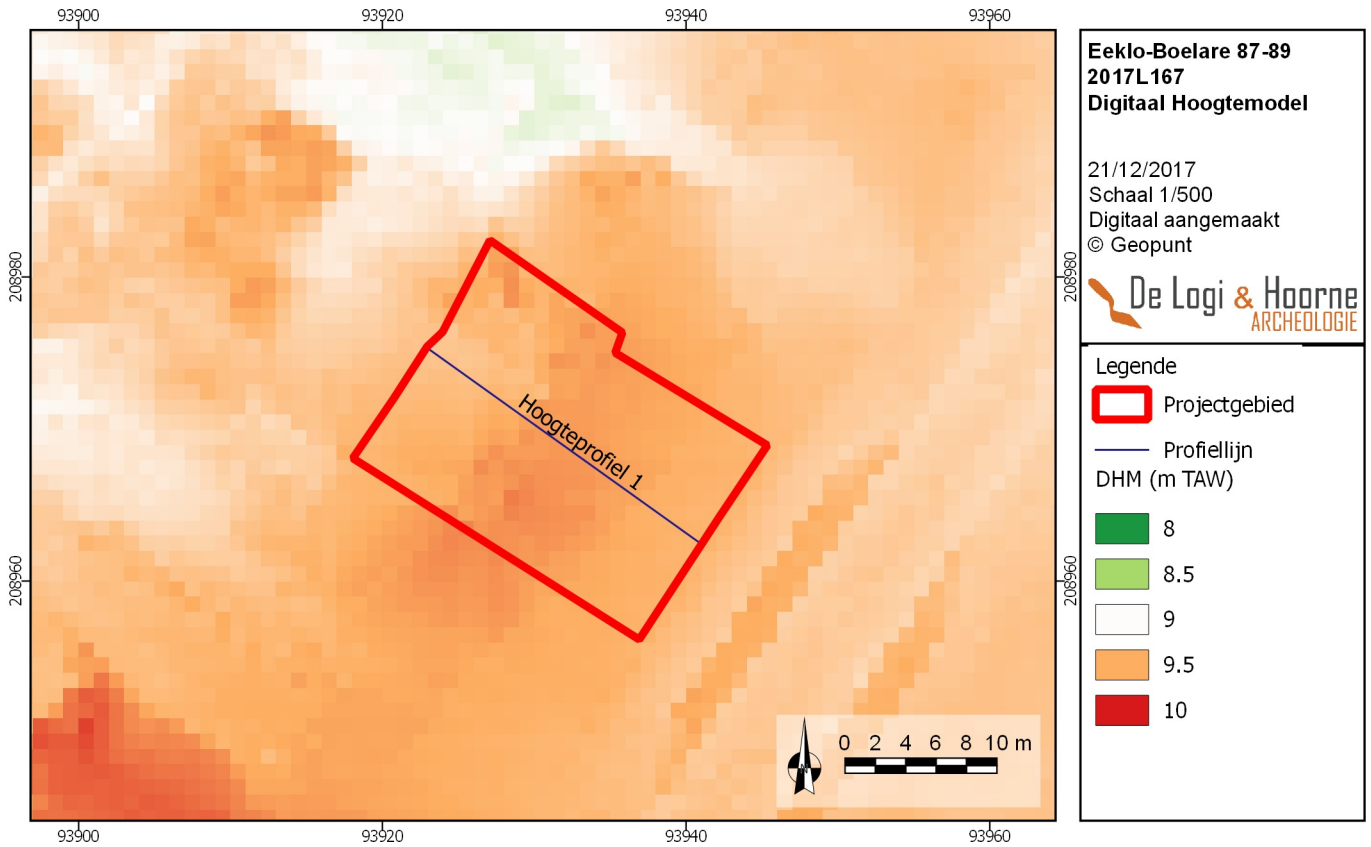 93900
93920
93940
93960
Eeklo-Boelare 87-89
2017L167
Digitaal Hoogtemodel
21/12/2017
Schaal 1/500
Digitaal aangemaakt
© Geopunt
De Logi & Hoorne
ARCHEOLOGIE
208980
208980
Hoogteprofiel 1
208960
208960
Legende
Projectgebied
Profiellijn
DHM (m TAW)
8
8.5
9
9.5
10
0 2 4 6 8 10 m
N
93900
93920
93940
93960